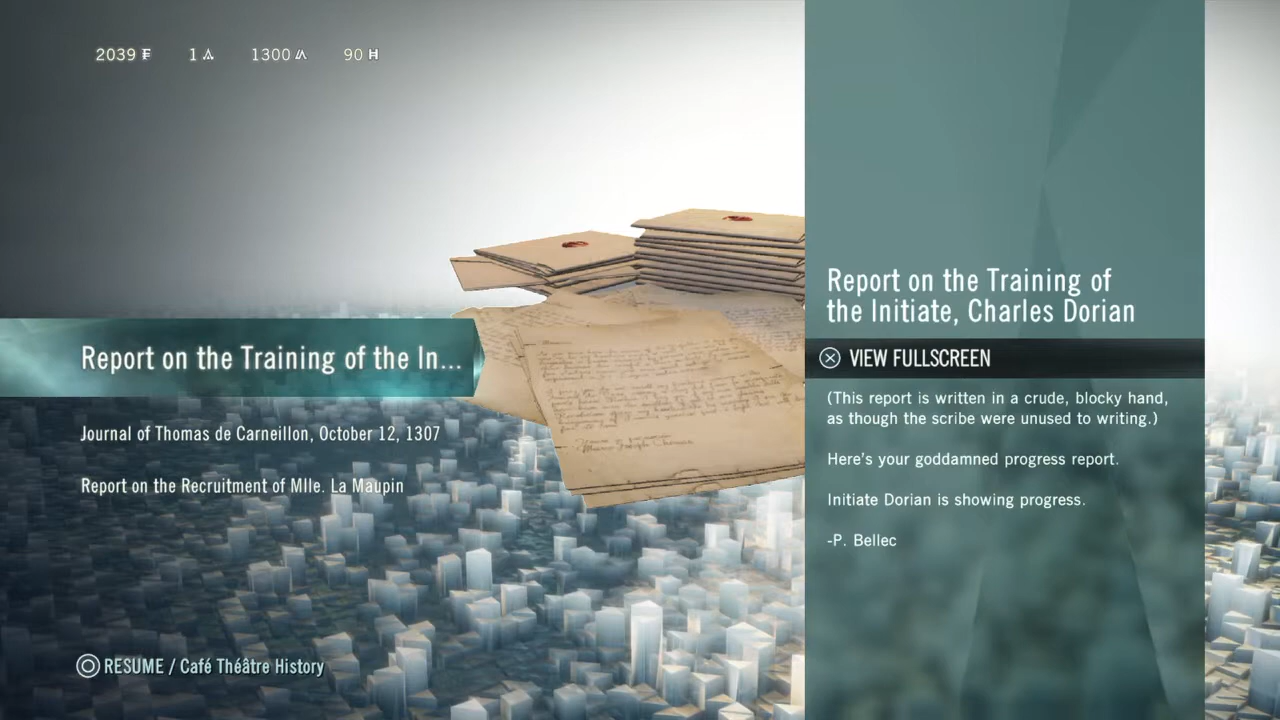 2039 1 1300 90
Report on the Training of the In...
Journal of Thomas de Carneillon, October 12, 1307
Report on the Recruitment of Mlle. La Maupin
RESUME / Café Théâtre History
Report on the Training of
the Initiate, Charles Dorian
VIEW FULLSCREEN
(This report is written in a crude, blocky hand,
as though the scribe were unused to writing.)
Here's your goddamned progress report.
Initiate Dorian is showing progress.
-P. Bellec